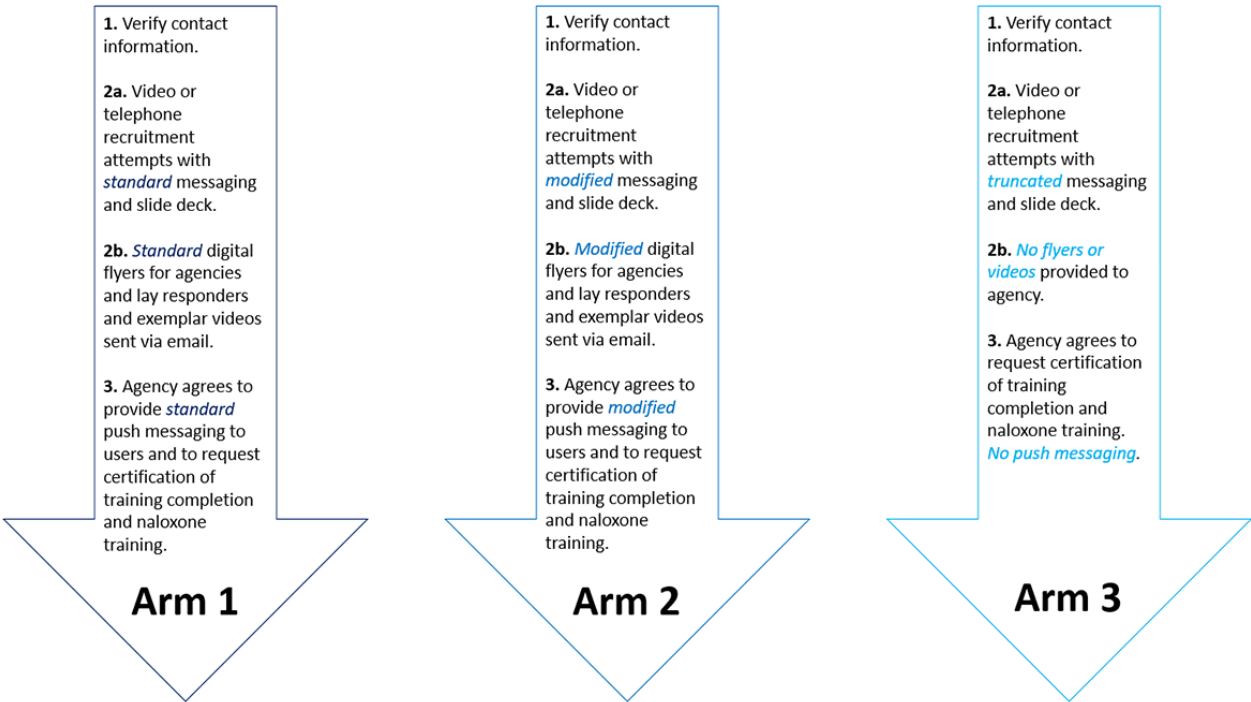 1. Verify contact
information.
2a. Video or
telephone
recruitment
attempts with
standard messaging
and slide deck.
2b. Standard digital
flyers for agencies
and lay responders
and exemplar videos
sent via email.
3. Agency agrees to
provide standard
push messaging to
users and to request
certification of
training completion
and naloxone
training.
Arm 1
1. Verify contact
information.
2a. Video or
telephone
recruitment
attempts with
modified messaging
and slide deck.
2b. Modified digital
flyers for agencies
and lay responders
and exemplar videos
sent via email.
3. Agency agrees to
provide modified
push messaging to
users and to request
certification of
training completion
and naloxone
training.
Arm 2
1. Verify contact
information.
2a. Video or
telephone
recruitment
attempts with
truncated messaging
and slide deck.
2b. No flyers or
videos provided to
agency.
3. Agency agrees to
request certification
of training
completion and
naloxone training.
No push messaging.
Arm 3